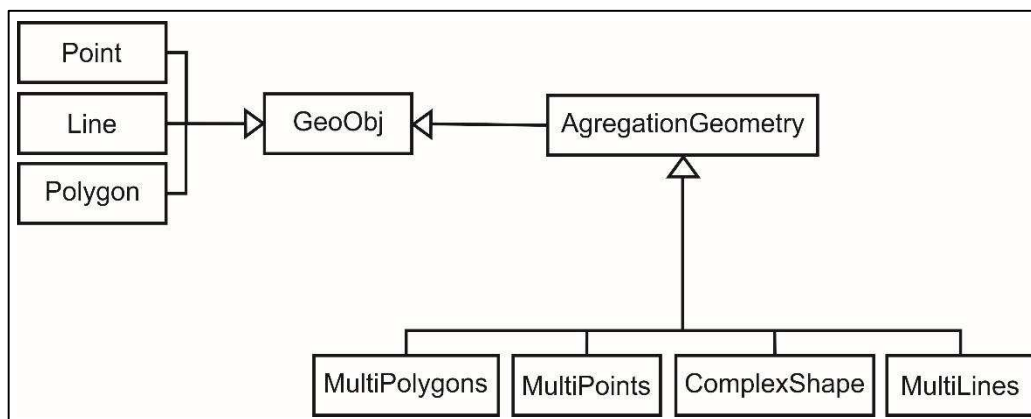 Point
Line
Polygon
GeoObj
AgregationGeometry
MultiPolygons
MultiPoints
ComplexShape
MultiLines